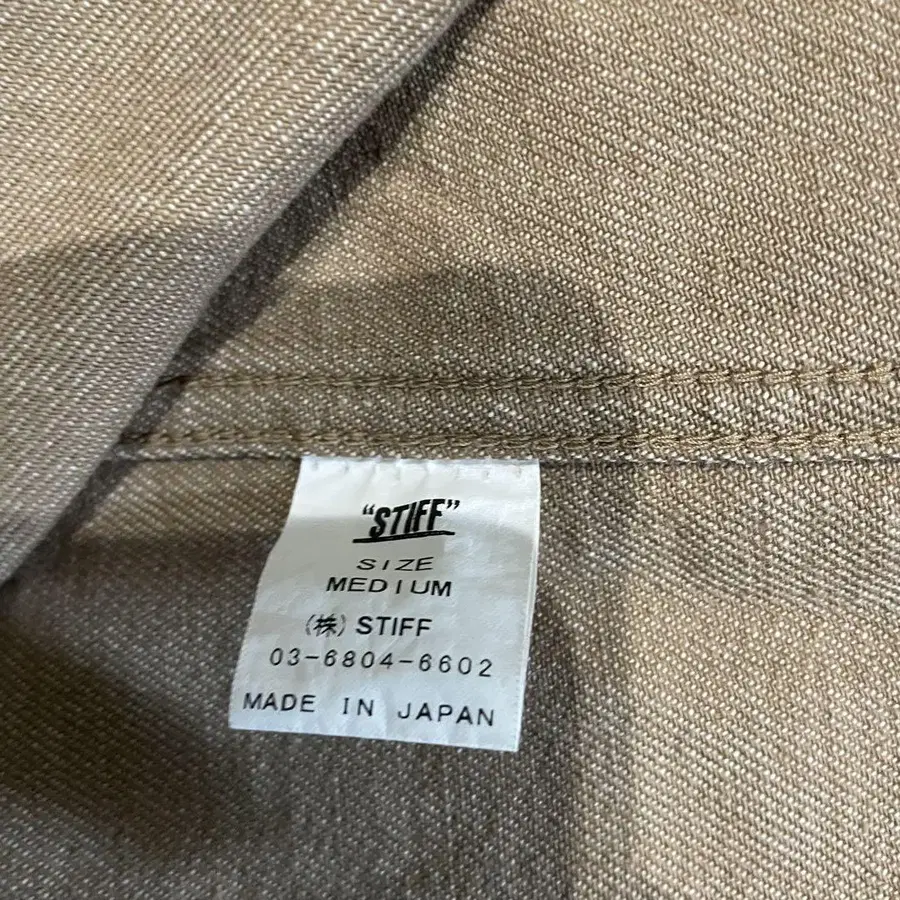 “STIFF”
SIZE
MEDIUM
(株) STIFF
03-6804-6602
MADE IN JAPAN